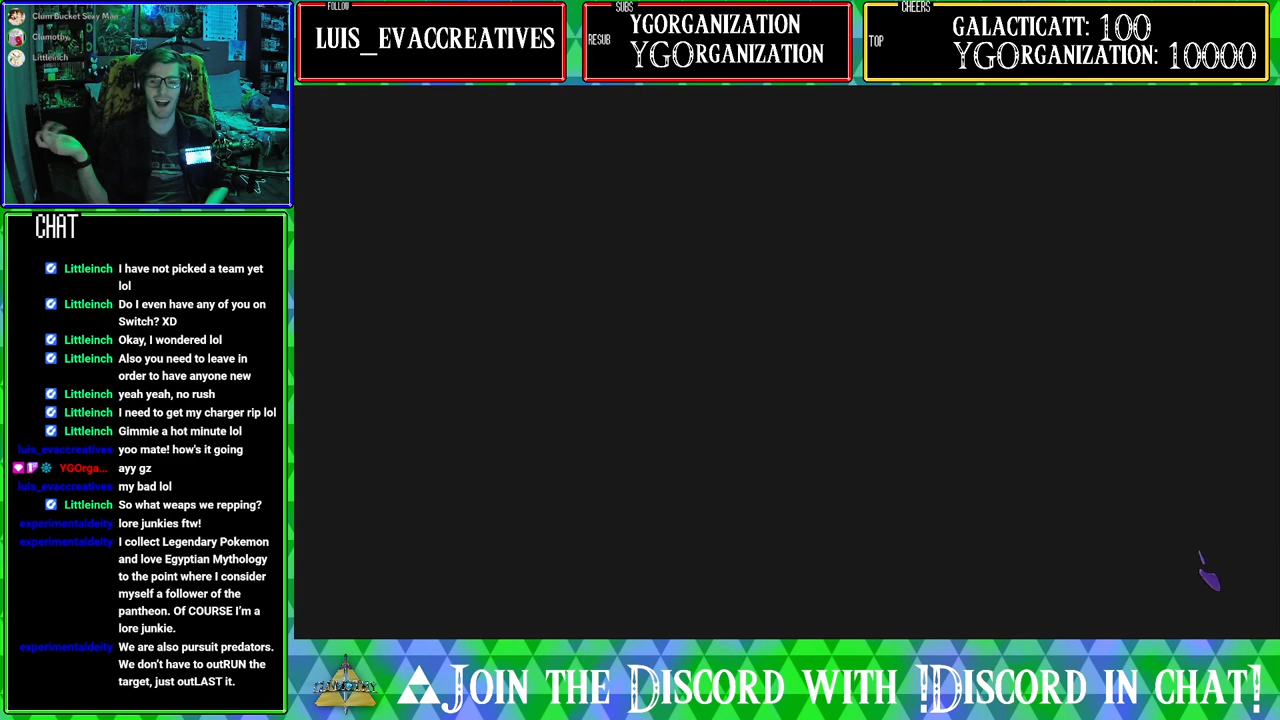 Clum Bucket Sexy Man
Clumothy
Littleinch
FOLLOW
LUIS_EVACCREATIVES
SUBS
YGORGANIZATION
RESUB
YGORGANIZATION
CHEERS
GALACTICATT: 100
TOP
YGORGANIZATION: 10000
CHAT
Littleinch I have not picked a team yet
lol
Littleinch Do I even have any of you on
Switch? XD
Littleinch Okay, I wondered lol
Littleinch Also you need to leave in
order to have anyone new
Littleinch yeah yeah, no rush
Littleinch I need to get my charger rip lol
Littleinch Gimmie a hot minute lol
luis_evaccreatives yoo mate! how's it going
YGOrga... ayy gz
luis_evaccreatives my bad lol
Littleinch So what weaps we repping?
experimentaldeity lore junkies ftw!
experimentaldeity I collect Legendary Pokemon
and love Egyptian Mythology
to the point where I consider
myself a follower of the
pantheon. Of COURSE I'm a
lore junkie.
experimentaldeity We are also pursuit predators.
We don't have to outRUN the
target, just outLAST it.
JOIN THE DISCORD WITH !DISCORD IN CHAT!